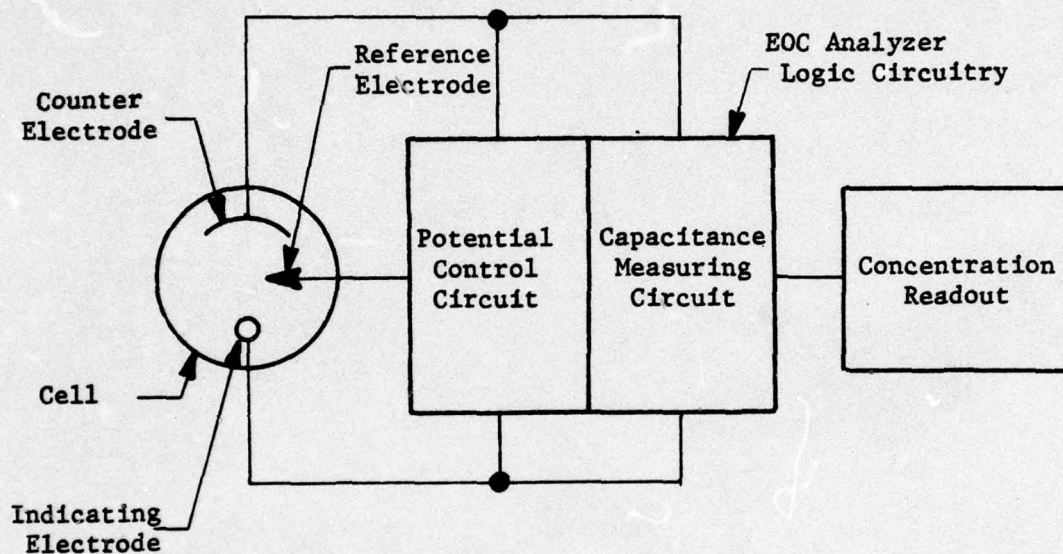 Reference
Electrode
EOC Analyzer
Logic Circuitry
Counter
Electrode
Potential
Control
Circuit
Capacitance
Measuring
Circuit
Concentration
Readout
Cell
Indicating
Electrode